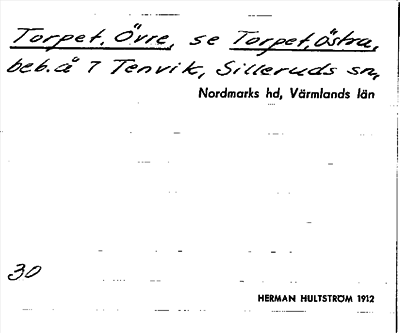 Torpet, Övre, se Torpet, Östra,
beb. å 7 Tenvik, Silleruds sn,
Nordmarks hd, Värmlands län
30
HERMAN HULTSTRÖM 1912